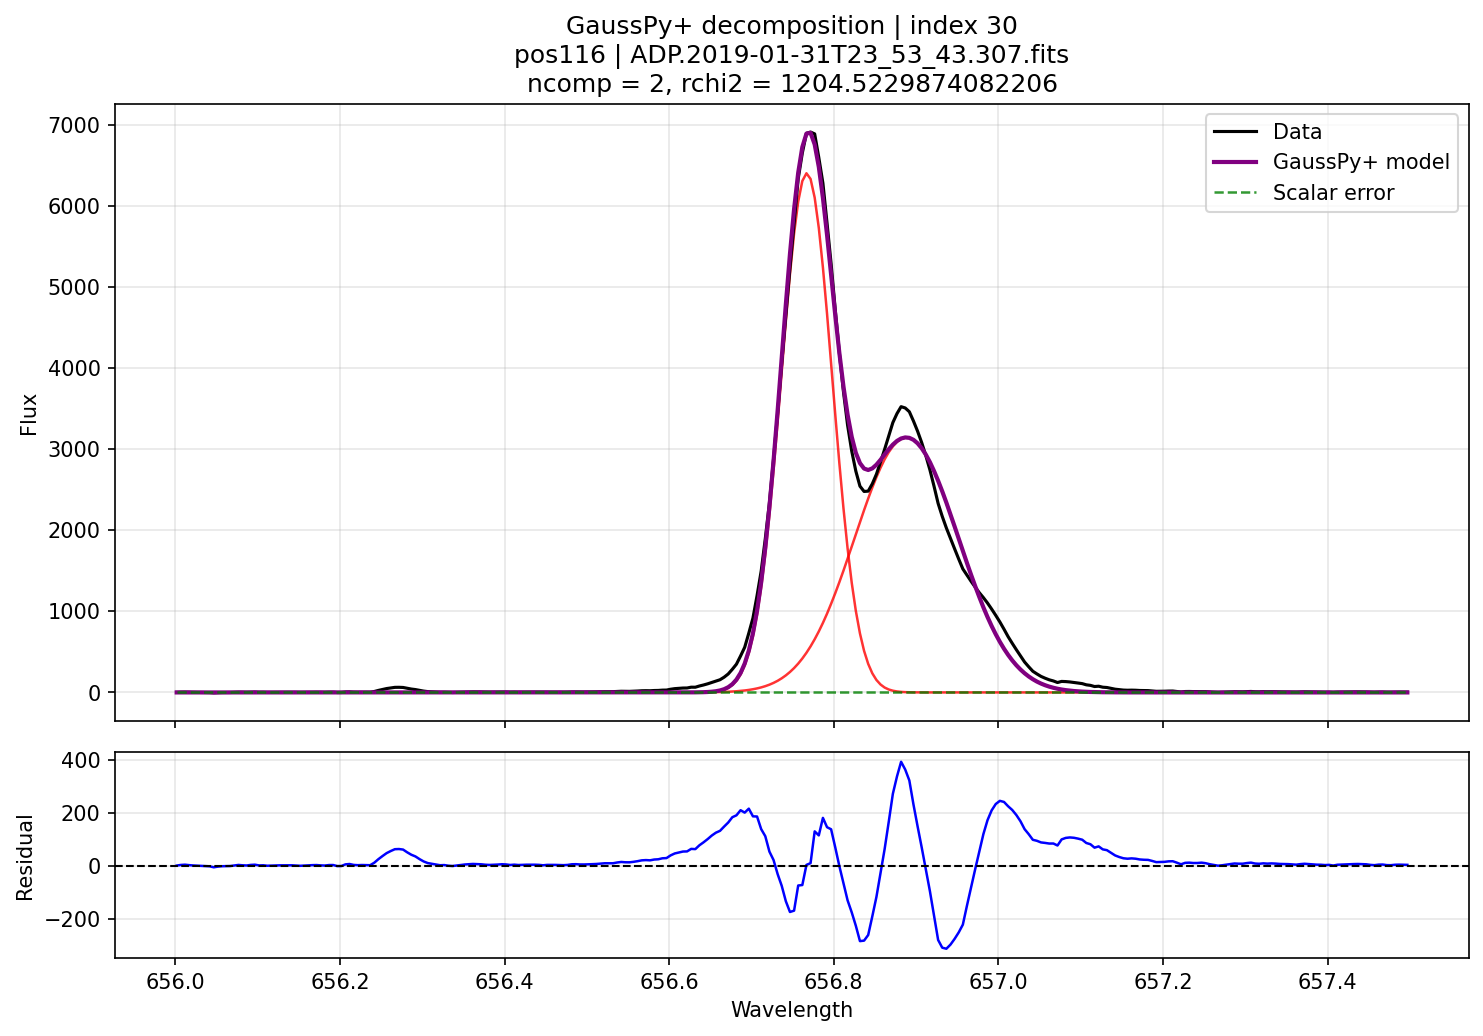 GaussPy+ decomposition | index 30
pos116 | ADP.2019-01-31T23_53_43.307.fits
ncomp = 2, rchi2 = 1204.5229874082206
Data
GaussPy+ model
Scalar error
7000
6000
5000
4000
3000
2000
1000
0
Flux
400
200
0
−200
Residual
656.0
656.2
656.4
656.6
656.8
657.0
657.2
657.4
Wavelength